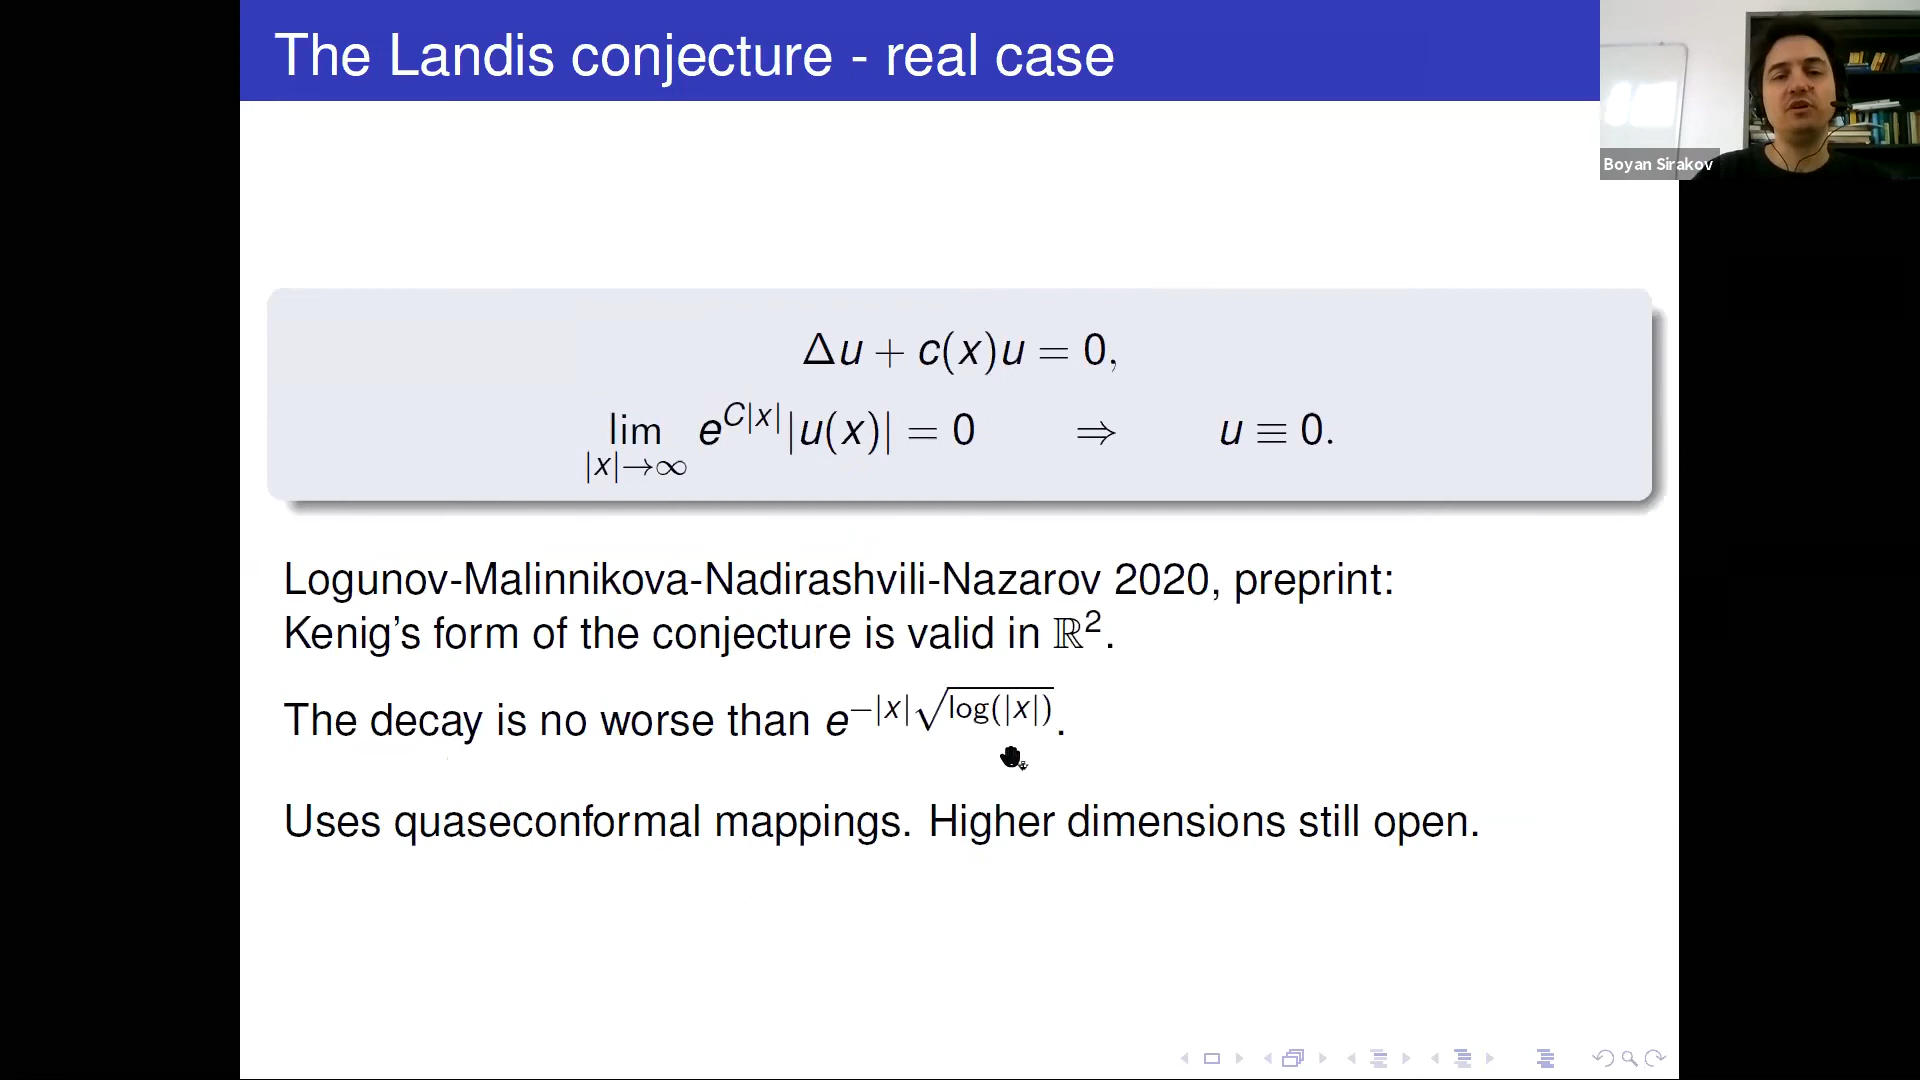 The Landis conjecture - real case
Boyan Sirakov
Δu + c(x)u = 0,
lim_{|x|→∞} e^{C|x|}|u(x)| = 0 ⇒ u ≡ 0.
Logunov-Malinnikova-Nadirashvili-Nazarov 2020, preprint:
Kenig's form of the conjecture is valid in ℝ².
The decay is no worse than e^{−|x|√log(|x|)}.
Uses quaseconformal mappings. Higher dimensions still open.